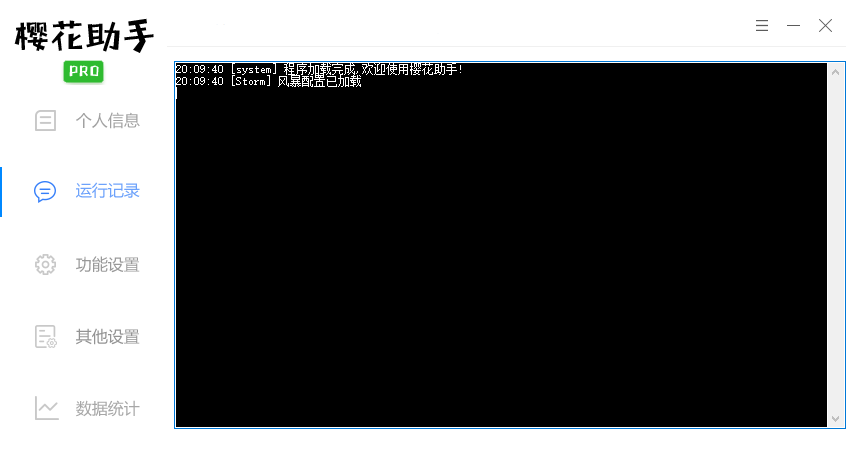 樱花助手
PRO
个人信息
运行记录
功能设置
其他设置
数据统计
20:09:40 [system] 程序加载完成,欢迎使用樱花助手!
20:09:40 [Storm] 风暴配置已加载